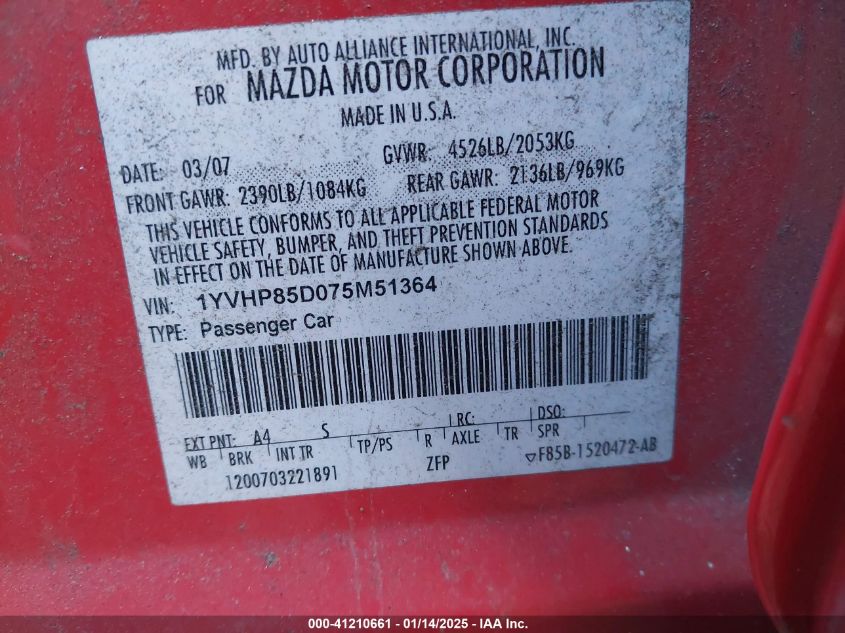 MFD. BY AUTO ALLIANCE INTERNATIONAL, INC.
FOR MAZDA MOTOR CORPORATION
MADE IN U.S.A.
DATE: 03/07 GVWR: 4526LB/2053KG
FRONT GAWR: 2390LB/1084KG REAR GAWR: 2136LB/969KG
THIS VEHICLE CONFORMS TO ALL APPLICABLE FEDERAL MOTOR
VEHICLE SAFETY, BUMPER, AND THEFT PREVENTION STANDARDS
IN EFFECT ON THE DATE OF MANUFACTURE SHOWN ABOVE.
VIN: 1YVHP85D075M51364
TYPE: Passenger Car
EXT PNT: A4 S RC: DSO:
WB BRK INT TR TP/PS R AXLE TR SPR
1200703221891 ZFP ▽F85B-1520472-AB
000-41210661 - 01/14/2025 - IAA Holdings, LLC.